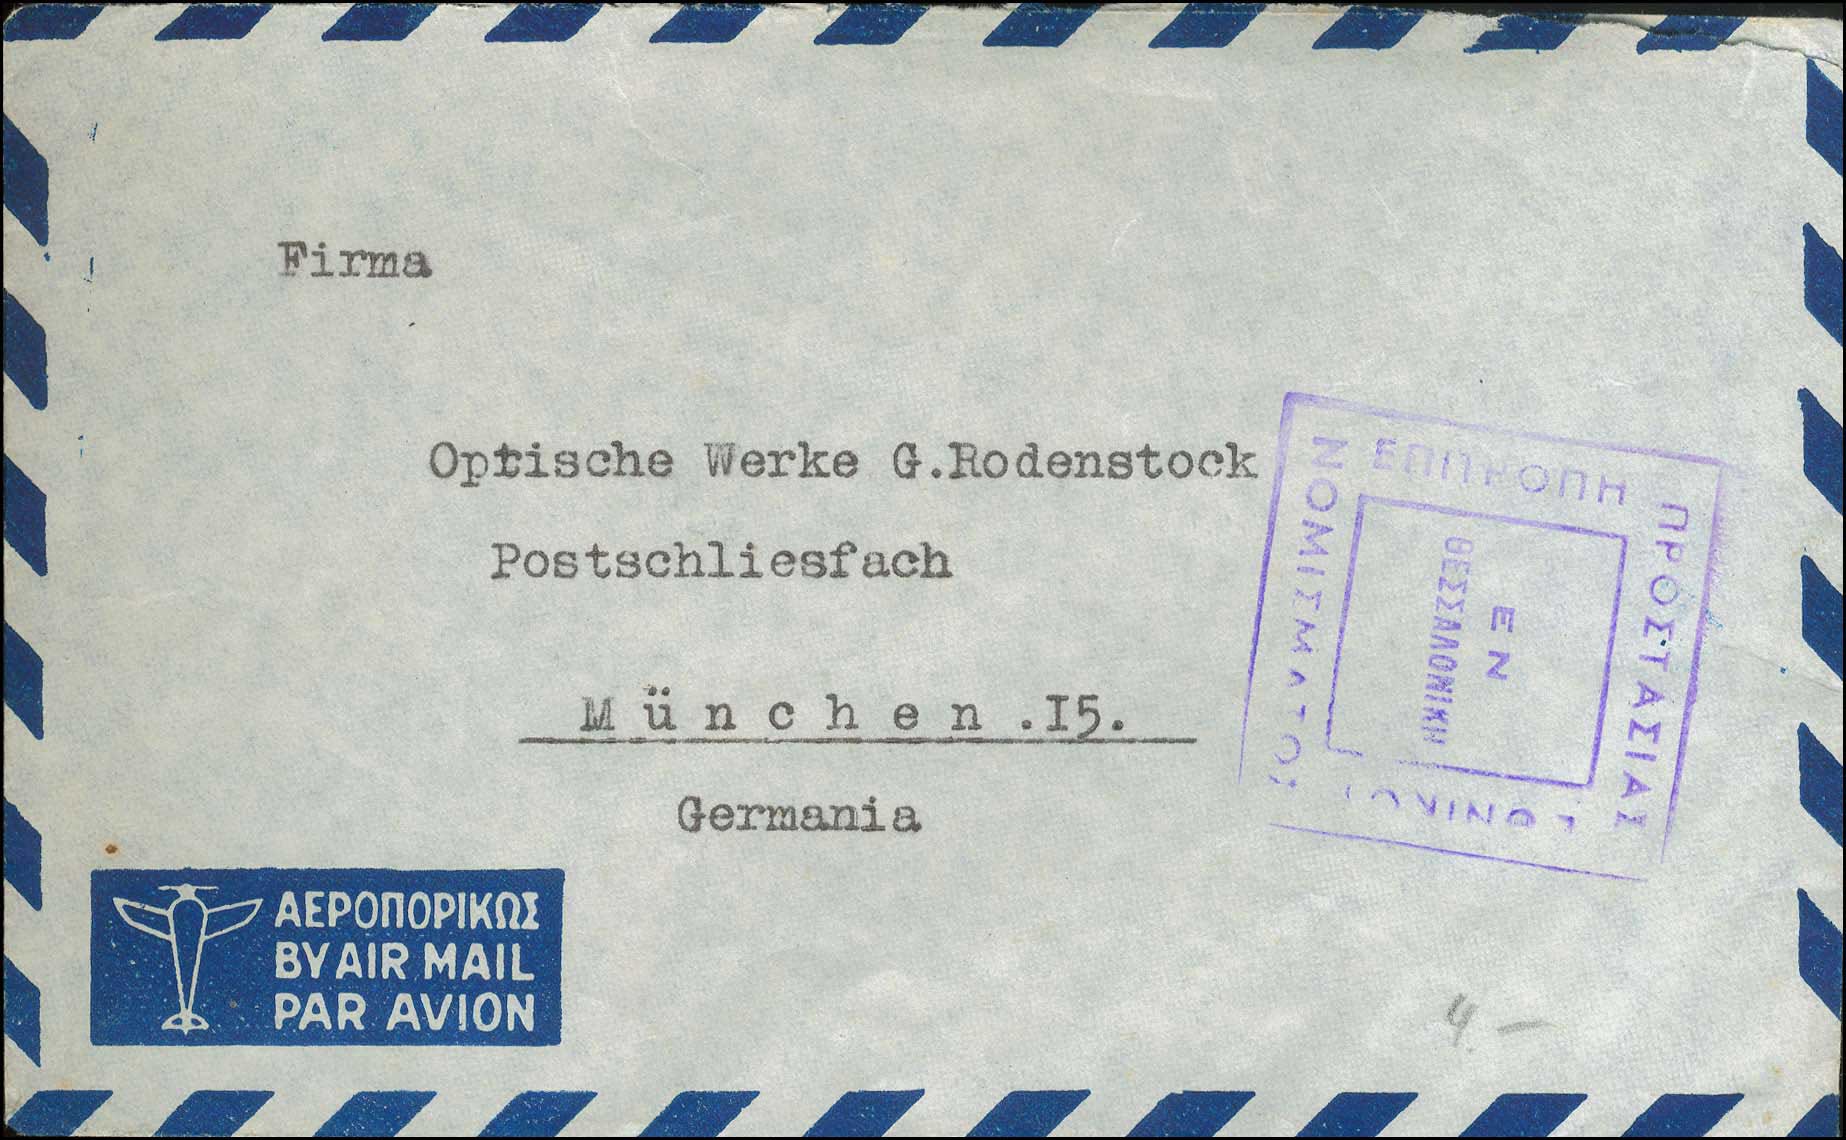 Firma
Optische Werke G.Rodenstock
Postschliesfach
München.I5.
Germania
ΕΠΙΤΡΟΠΗ
ΠΡΟΣΤΑΣΙΑΣ
ΝΟΜΙΣΜΑΤΟΣ
ΕΝ
ΘΕΣΣΑΛΟΝΙΚΗ
ΑΕΡΟΠΟΡΙΚΩΣ
BY AIR MAIL
PAR AVION
4.–